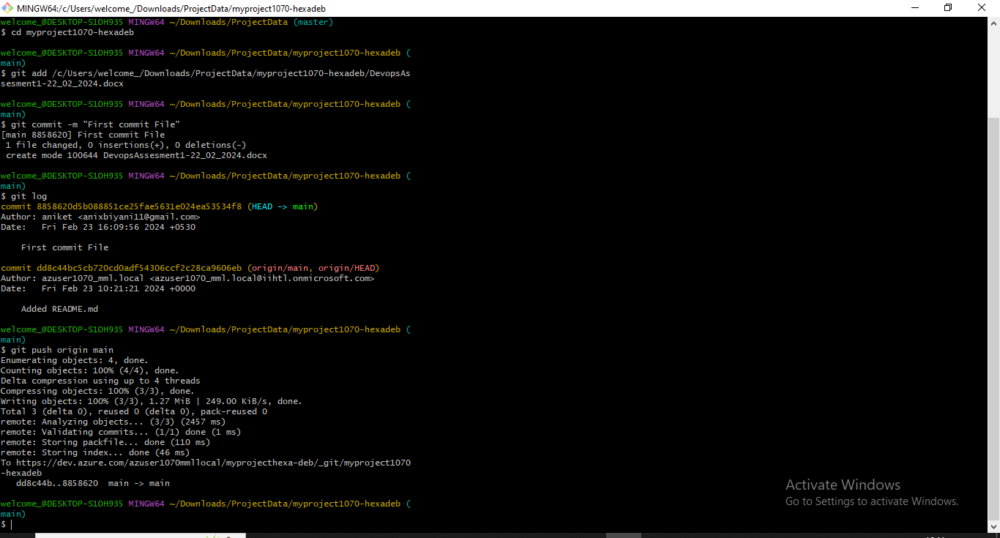 MINGW64:/c/Users/welcome_/Downloads/ProjectData/myproject1070-hexadeb
welcome_@DESKTOP-S1OH935 MINGW64 ~/Downloads/ProjectData (master)
$ cd myproject1070-hexadeb
welcome_@DESKTOP-S1OH935 MINGW64 ~/Downloads/ProjectData/myproject1070-hexadeb (
main)
$ git add /c/Users/welcome_/Downloads/ProjectData/myproject1070-hexadeb/DevopsAs
sesment1-22_02_2024.docx
welcome_@DESKTOP-S1OH935 MINGW64 ~/Downloads/ProjectData/myproject1070-hexadeb (
main)
$ git commit -m "First commit File"
[main 8858620] First commit File
 1 file changed, 0 insertions(+), 0 deletions(-)
 create mode 100644 DevopsAssesment1-22_02_2024.docx
welcome_@DESKTOP-S1OH935 MINGW64 ~/Downloads/ProjectData/myproject1070-hexadeb (
main)
$ git log
commit 8858620d5b088851ce25fae5631e024ea53534f8 (HEAD -> main)
Author: aniket <anixbiyani11@gmail.com>
Date:   Fri Feb 23 16:09:56 2024 +0530
    First commit File
commit dd8c44bc5cb720cd0adf54306ccf2c28ca9606eb (origin/main, origin/HEAD)
Author: azuser1070_mml.local <azuser1070_mml.local@iihtl.onmicrosoft.com>
Date:   Fri Feb 23 10:21:21 2024 +0000
    Added README.md
welcome_@DESKTOP-S1OH935 MINGW64 ~/Downloads/ProjectData/myproject1070-hexadeb (
main)
$ git push origin main
Enumerating objects: 4, done.
Counting objects: 100% (4/4), done.
Delta compression using up to 4 threads
Compressing objects: 100% (3/3), done.
Writing objects: 100% (3/3), 1.27 MiB | 249.00 KiB/s, done.
Total 3 (delta 0), reused 0 (delta 0), pack-reused 0
remote: Analyzing objects... (3/3) (2457 ms)
remote: Validating commits... (1/1) done (1 ms)
remote: Storing packfile... done (110 ms)
remote: Storing index... done (46 ms)
To https://dev.azure.com/azuser1070mmllocal/myprojecthexa-deb/_git/myproject1070
-hexadeb
   dd8c44b..8858620  main -> main
welcome_@DESKTOP-S1OH935 MINGW64 ~/Downloads/ProjectData/myproject1070-hexadeb (
main)
$
Activate Windows
Go to Settings to activate Windows.